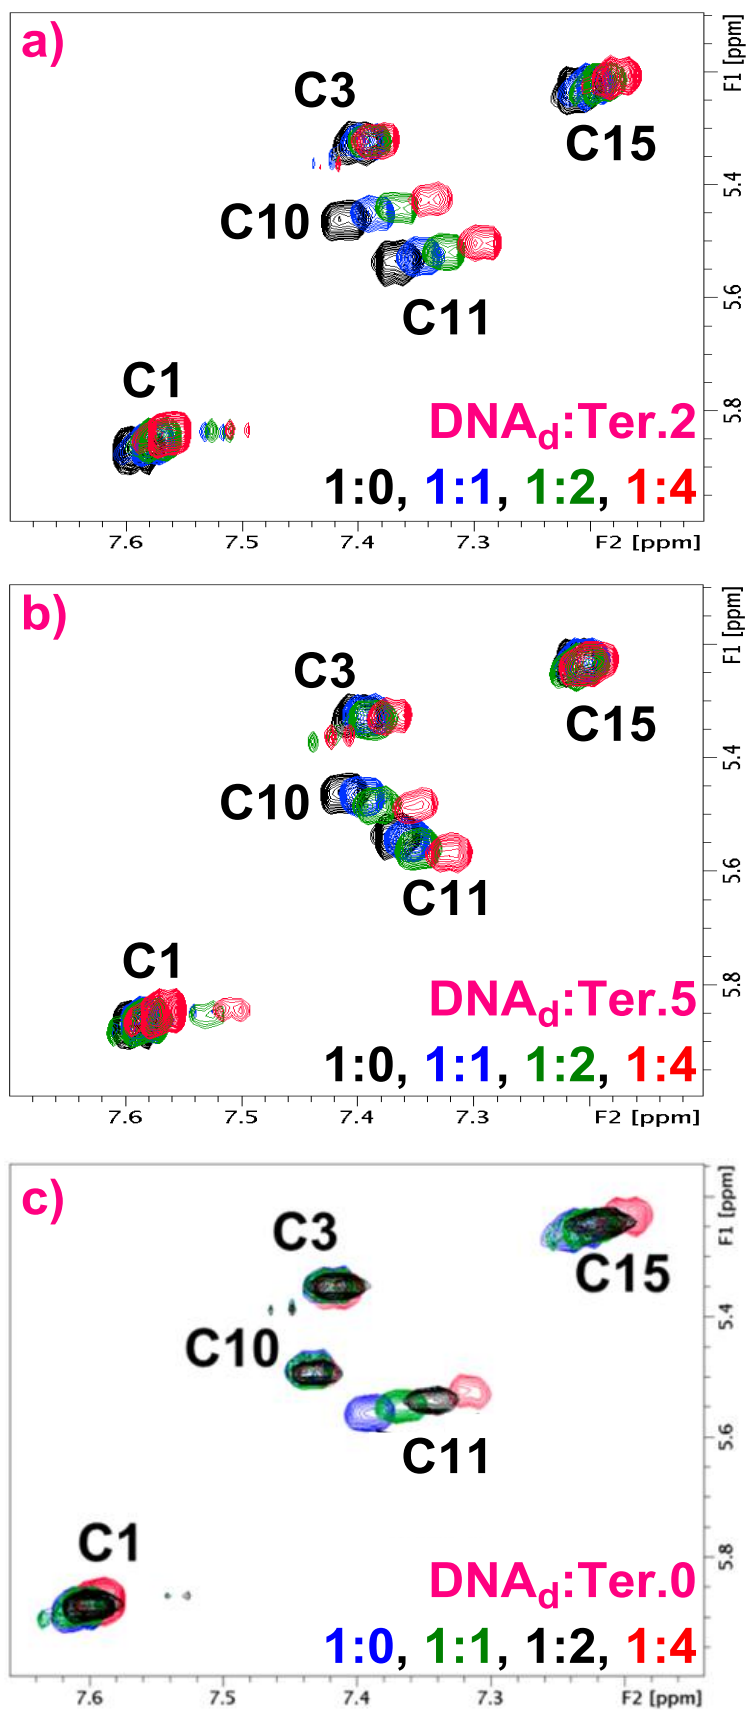 a)
C3
C15
C10
C11
C1
DNAd:Ter.2
1:0, 1:1, 1:2, 1:4
F1 [ppm]
5.4
5.6
5.8
7.6 7.5 7.4 7.3 F2 [ppm]
b)
C3
C15
C10
C11
C1
DNAd:Ter.5
1:0, 1:1, 1:2, 1:4
F1 [ppm]
5.4
5.6
5.8
7.6 7.5 7.4 7.3 F2 [ppm]
c)
C3
C15
C10
C11
C1
DNAd:Ter.0
1:0, 1:1, 1:2, 1:4
F1 [ppm]
5.4
5.6
5.8
7.6 7.5 7.4 7.3 F2 [ppm]